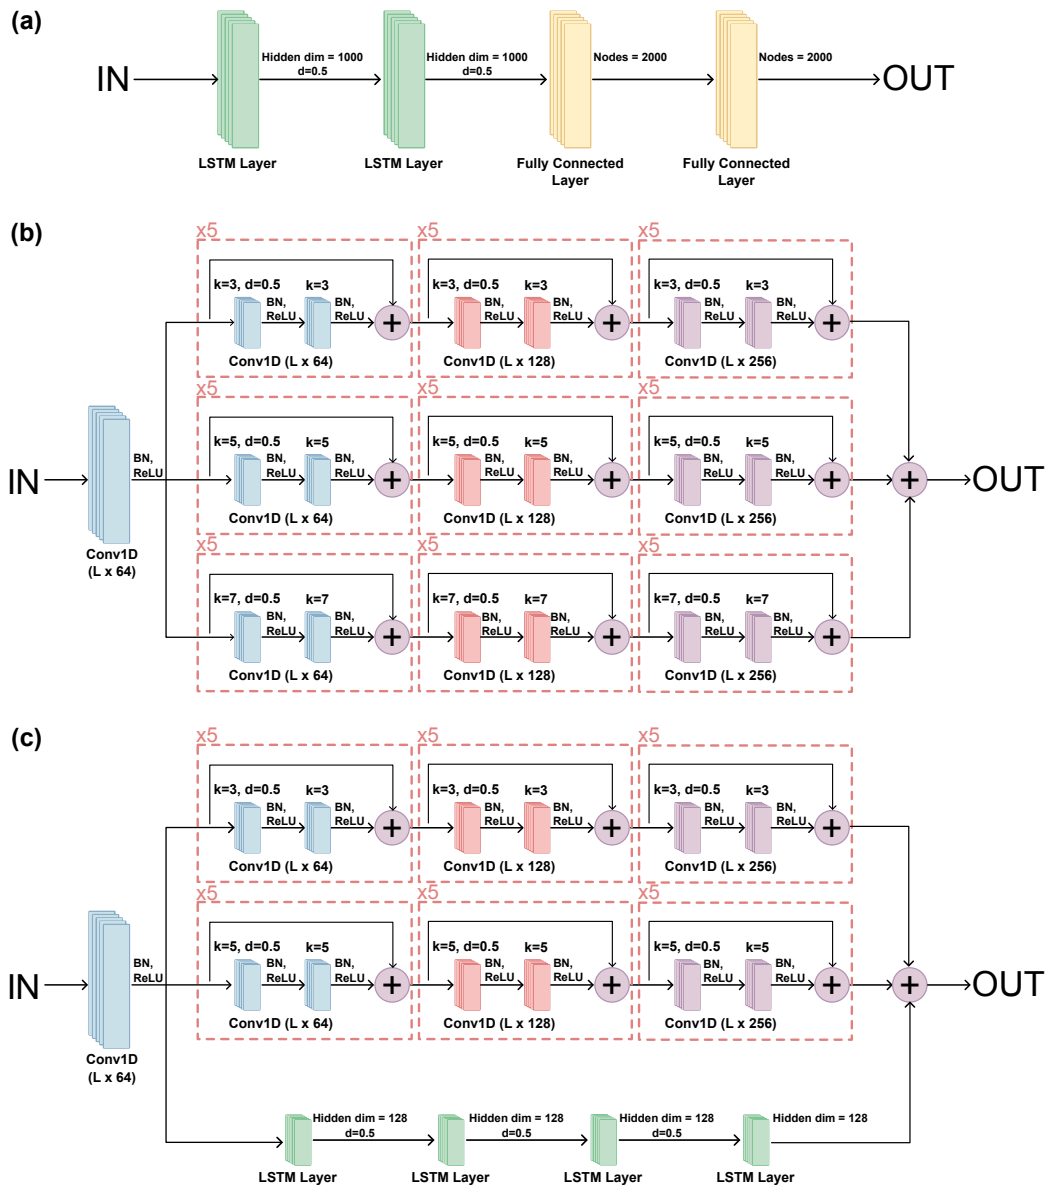 (a)
Hidden dim = 1000
d=0.5
Hidden dim = 1000
d=0.5
Nodes = 2000
Nodes = 2000
IN
OUT
LSTM Layer
LSTM Layer
Fully Connected
Layer
Fully Connected
Layer
(b)
x5
x5
x5
k=3, d=0.5
k=3
k=3, d=0.5
k=3
k=3, d=0.5
k=3
BN,
ReLU
BN,
ReLU
BN,
ReLU
BN,
ReLU
BN,
ReLU
BN,
ReLU
Conv1D (L x 64)
Conv1D (L x 128)
Conv1D (L x 256)
x5
x5
x5
k=5, d=0.5
k=5
k=5, d=0.5
k=5
k=5, d=0.5
k=5
IN
BN,
ReLU
BN,
ReLU
BN,
ReLU
BN,
ReLU
BN,
ReLU
BN,
ReLU
BN,
ReLU
OUT
Conv1D
(L x 64)
Conv1D (L x 64)
Conv1D (L x 128)
Conv1D (L x 256)
x5
x5
x5
k=7, d=0.5
k=7
k=7, d=0.5
k=7
k=7, d=0.5
k=7
BN,
ReLU
BN,
ReLU
BN,
ReLU
BN,
ReLU
BN,
ReLU
BN,
ReLU
Conv1D (L x 64)
Conv1D (L x 128)
Conv1D (L x 256)
(c)
x5
x5
x5
k=3, d=0.5
k=3
k=3, d=0.5
k=3
k=3, d=0.5
k=3
BN,
ReLU
BN,
ReLU
BN,
ReLU
BN,
ReLU
BN,
ReLU
BN,
ReLU
Conv1D (L x 64)
Conv1D (L x 128)
Conv1D (L x 256)
x5
x5
x5
k=5, d=0.5
k=5
k=5, d=0.5
k=5
k=5, d=0.5
k=5
IN
BN,
ReLU
BN,
ReLU
BN,
ReLU
BN,
ReLU
BN,
ReLU
BN,
ReLU
BN,
ReLU
OUT
Conv1D
(L x 64)
Conv1D (L x 64)
Conv1D (L x 128)
Conv1D (L x 256)
Hidden dim = 128
d=0.5
Hidden dim = 128
d=0.5
Hidden dim = 128
d=0.5
Hidden dim = 128
LSTM Layer
LSTM Layer
LSTM Layer
LSTM Layer